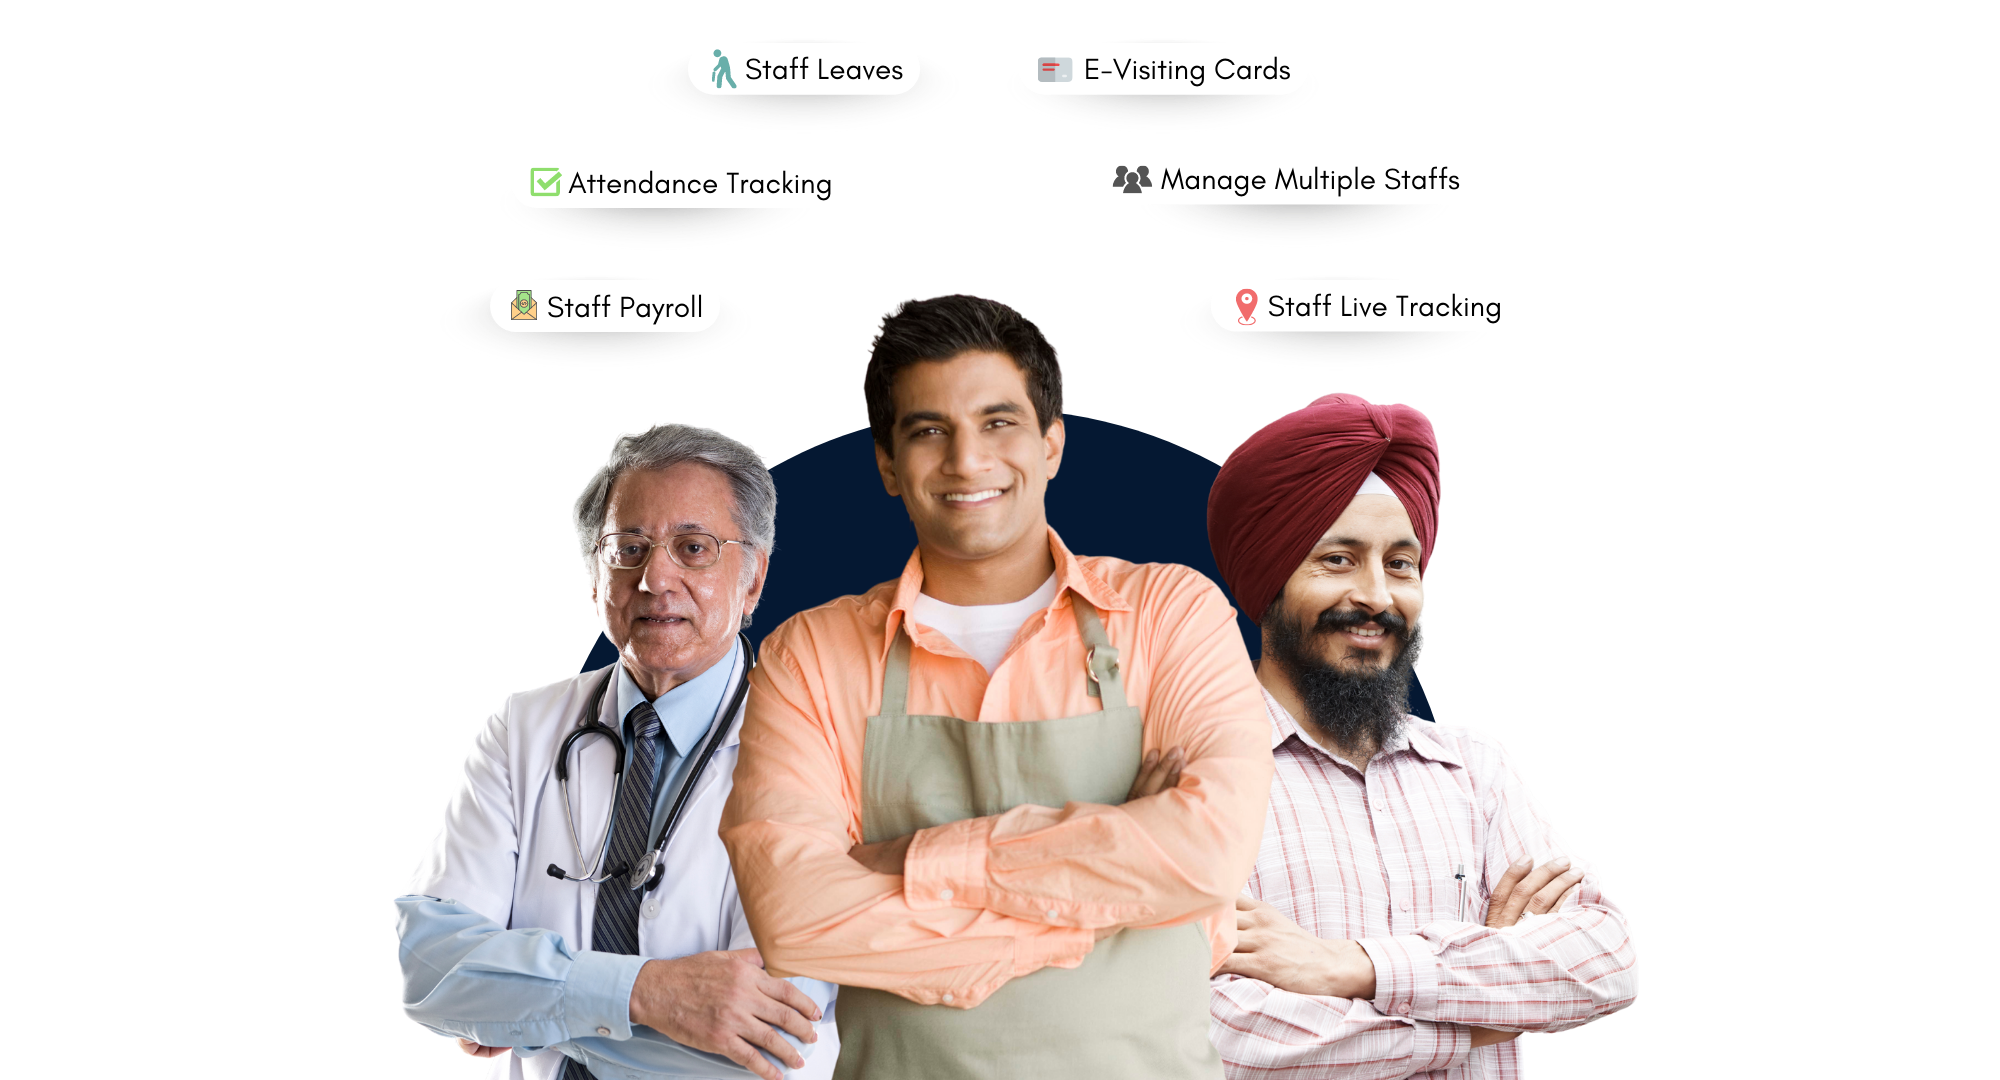 Staff Leaves
E-Visiting Cards
Attendance Tracking
Manage Multiple Staffs
Staff Payroll
Staff Live Tracking